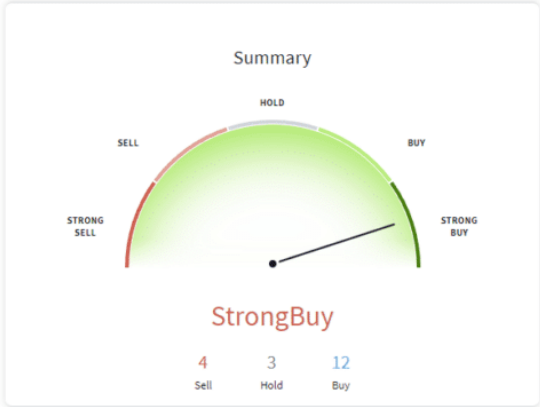 Summary
HOLD
SELL
BUY
STRONG
SELL
STRONG
BUY
StrongBuy
4 3 12
Sell Hold Buy